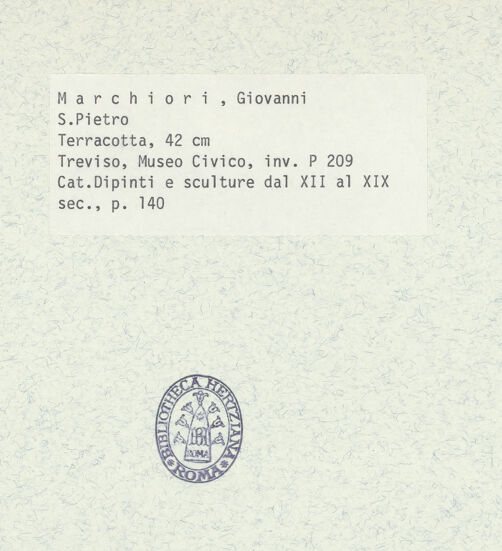 M a r c h i o r i , Giovanni
S.Pietro
Terracotta, 42 cm
Treviso, Museo Civico, inv. P 209
Cat.Dipinti e sculture dal XII al XIX
sec., p. 140
BIBLIOTHECA HERTZIANA
ROMA
ROMA